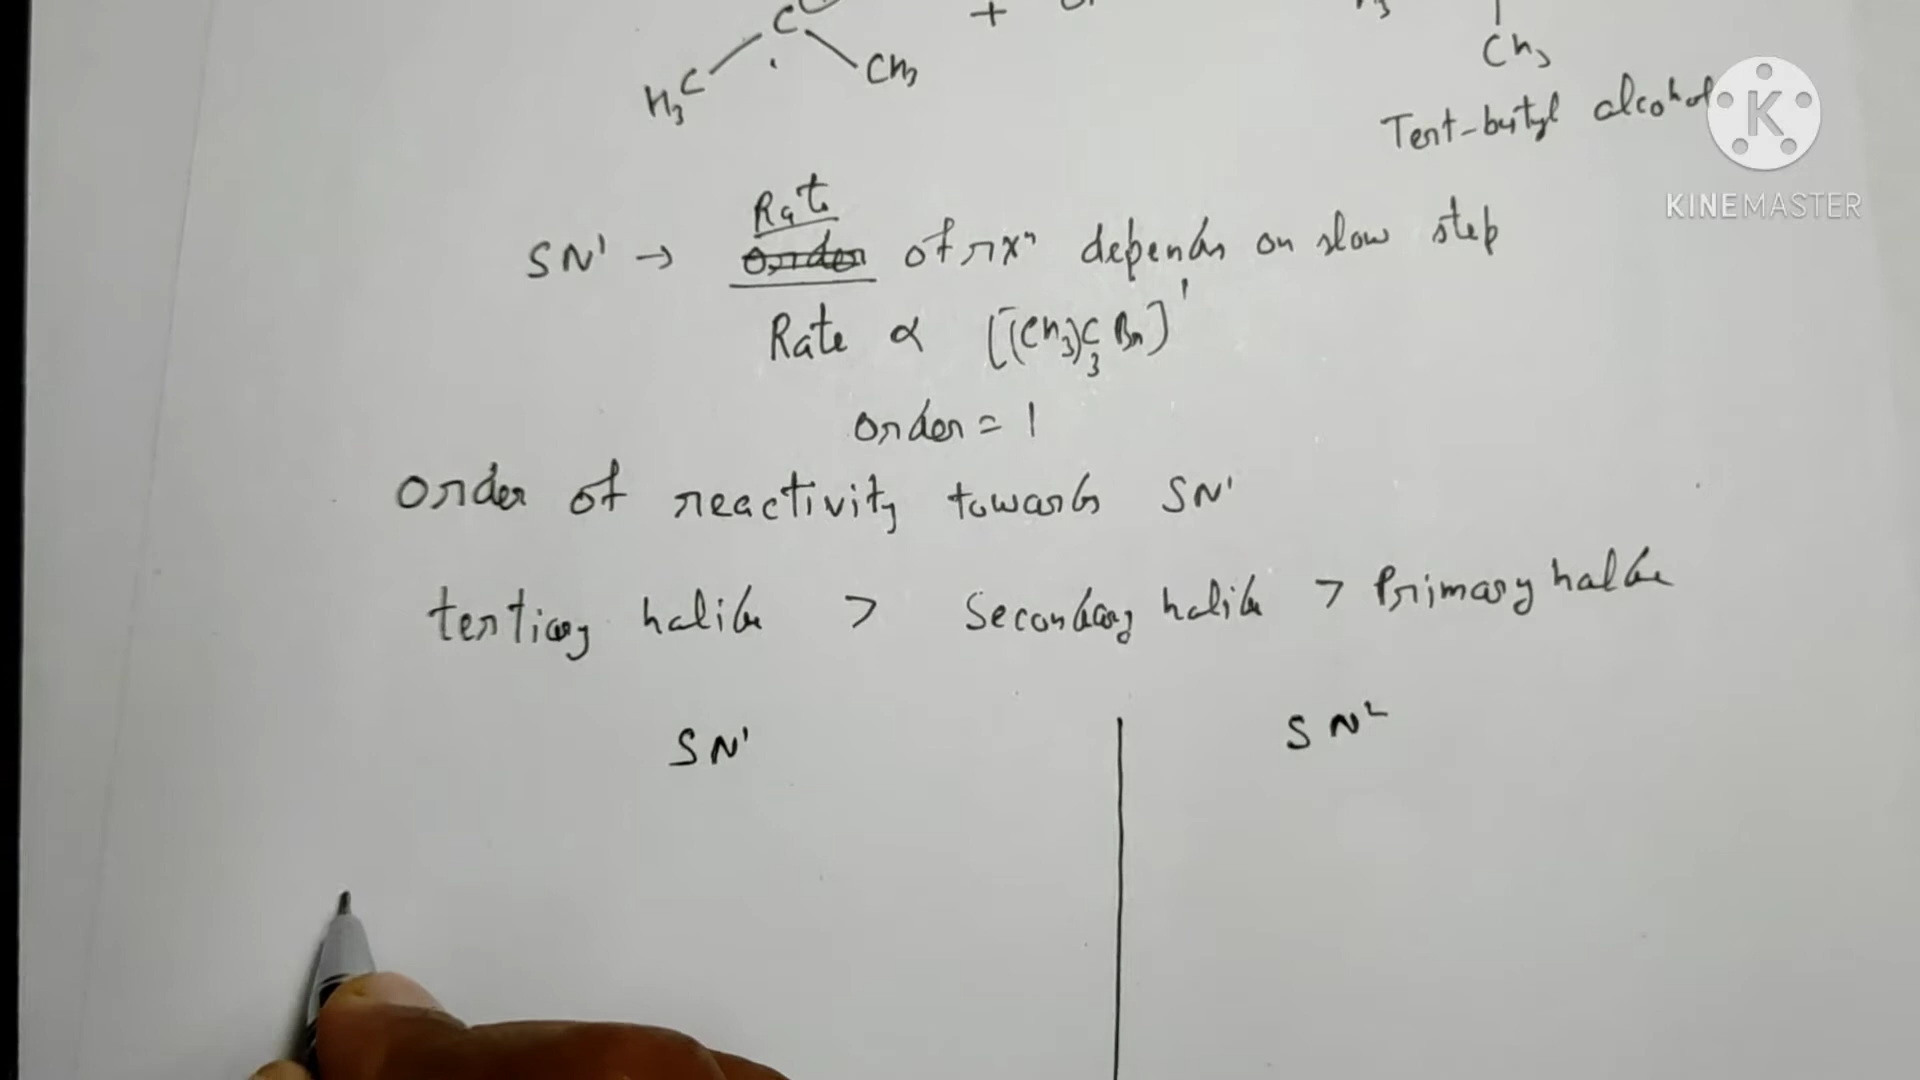 C
+
H₃C
CH₃
CH₃
Tert-butyl alcohol
K
KINEMASTER
Rate
SN¹ → order of rxⁿ depends on slow step
Rate ∝ [(CH₃)₃C Br]¹
order = 1
order of reactivity towards SN¹
tertiary halide > Secondary halide > Primary halide
SN¹
SN²